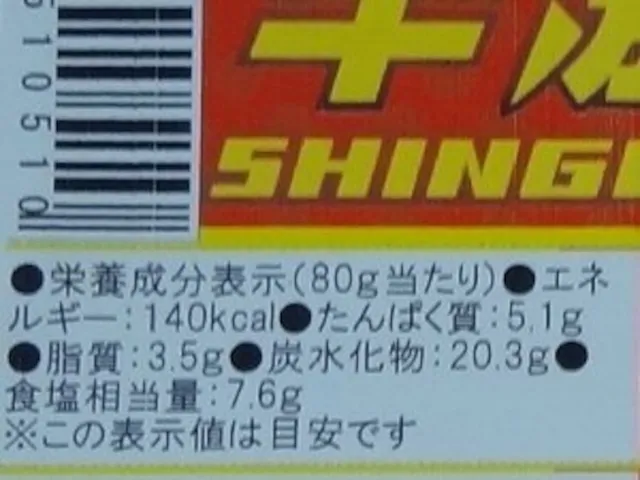 510510
SHING
●栄養成分表示(80g当たり)●エネ
ルギー:140kcal●たんぱく質:5.1g
●脂質:3.5g●炭水化物:20.3g●
食塩相当量:7.6g
※この表示値は目安です